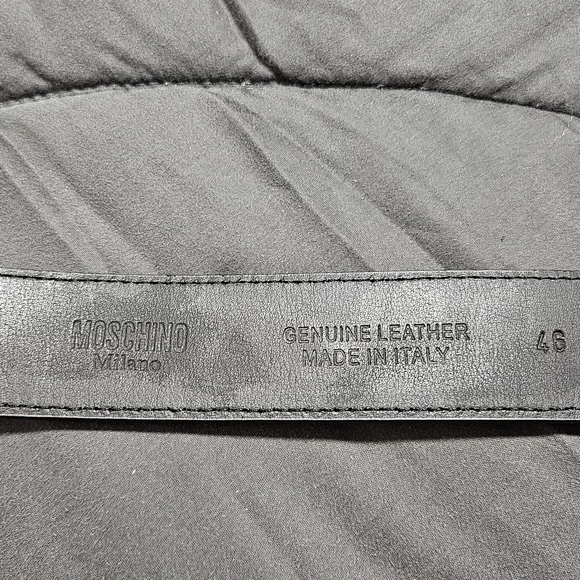 MOSCHINO
Milano
GENUINE LEATHER
MADE IN ITALY
46